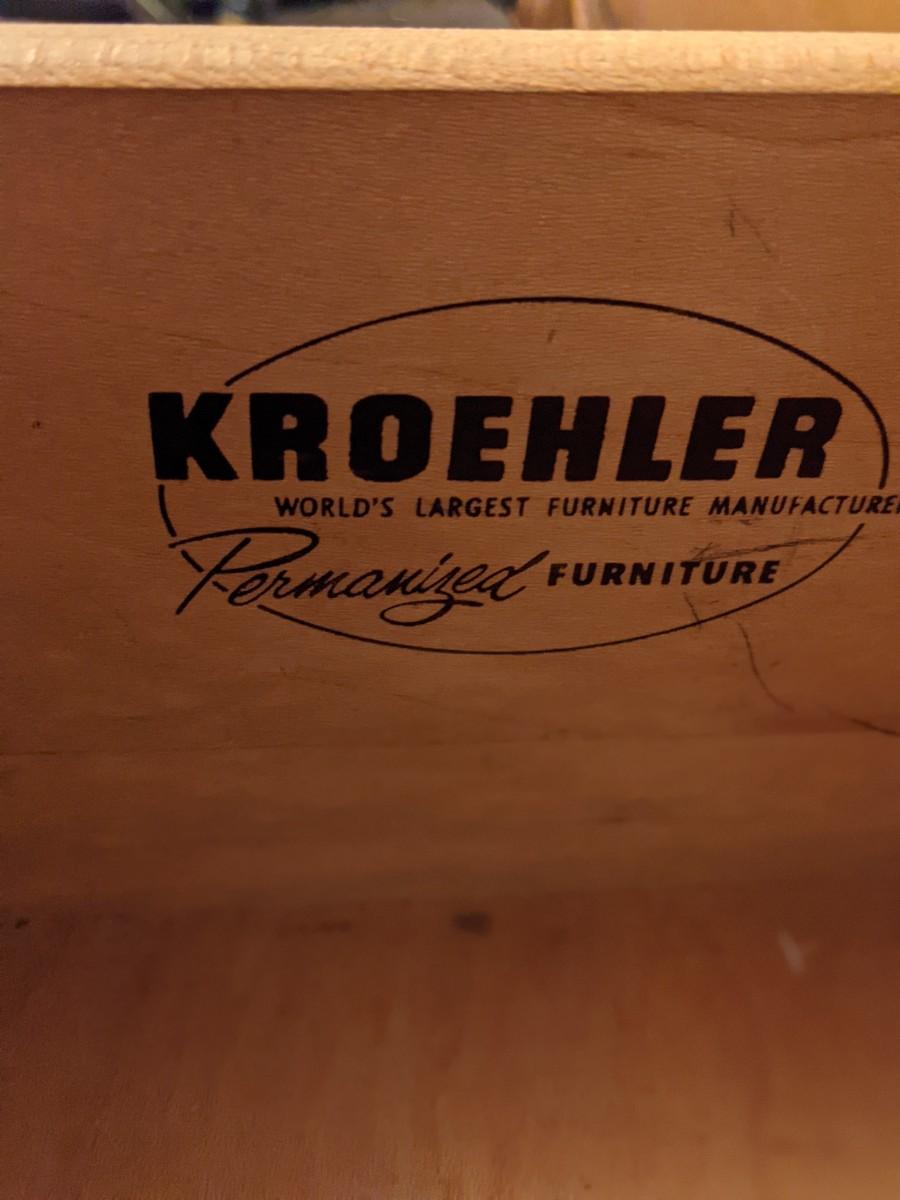 KROEHLER
WORLD'S LARGEST FURNITURE MANUFACTURER
Permanized FURNITURE